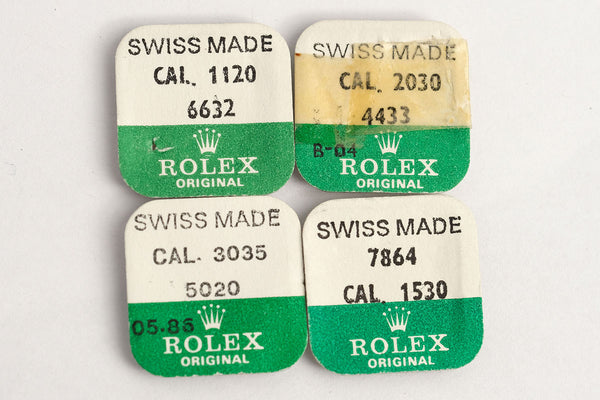 SWISS MADE
CAL. 1120
6632
ROLEX
ORIGINAL
SWISS MADE
CAL. 2030
4433
B-04
ROLEX
ORIGINAL
SWISS MADE
CAL. 3035
5020
05.86
ROLEX
ORIGINAL
SWISS MADE
7864
CAL. 1530
ROLEX
ORIGINAL